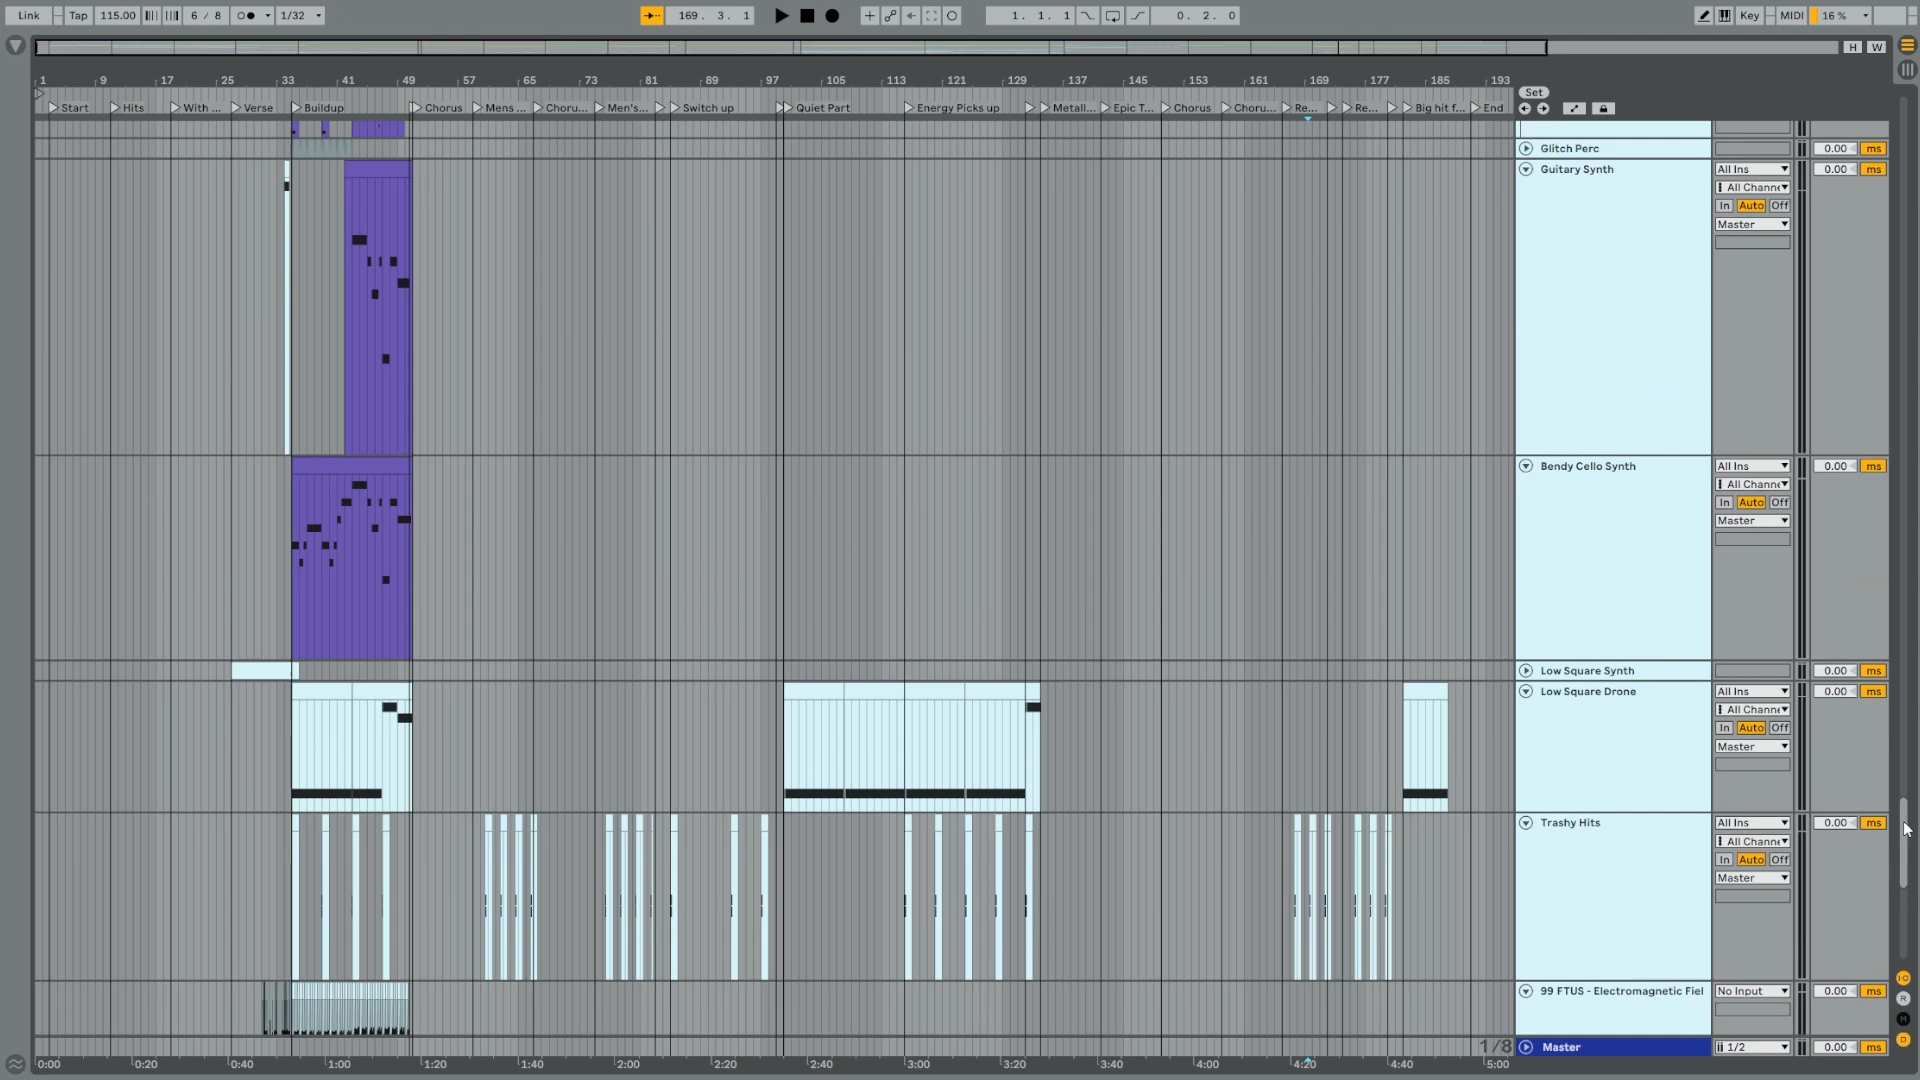 Link Tap 115.00 6 / 8 1/32 169. 3. 1 1. 1. 1 0. 2. 0 Key MIDI 16 %
H W
1 9 17 25 33 41 49 57 65 73 81 89 97 105 113 121 129 137 145 153 161 169 177 185 193
Set
Start Hits With ... Verse Buildup Chorus Mens ... Choru... Men's... Switch up Quiet Part Energy Picks up Metall... Epic T... Chorus Choru... Re... Re... Big hit f... End
Glitch Perc 0.00 ms
Guitary Synth All Ins 0.00 ms
All Channe
In Auto Off
Master
Bendy Cello Synth All Ins 0.00 ms
All Channe
In Auto Off
Master
Low Square Synth 0.00 ms
Low Square Drone All Ins 0.00 ms
All Channe
In Auto Off
Master
Trashy Hits All Ins 0.00 ms
All Channe
In Auto Off
Master
99 FTUS - Electromagnetic Fiel No Input 0.00 ms
R
1/8 Master 1/2 0.00 ms
0:00 0:20 0:40 1:00 1:20 1:40 2:00 2:20 2:40 3:00 3:20 3:40 4:00 4:20 4:40 5:00